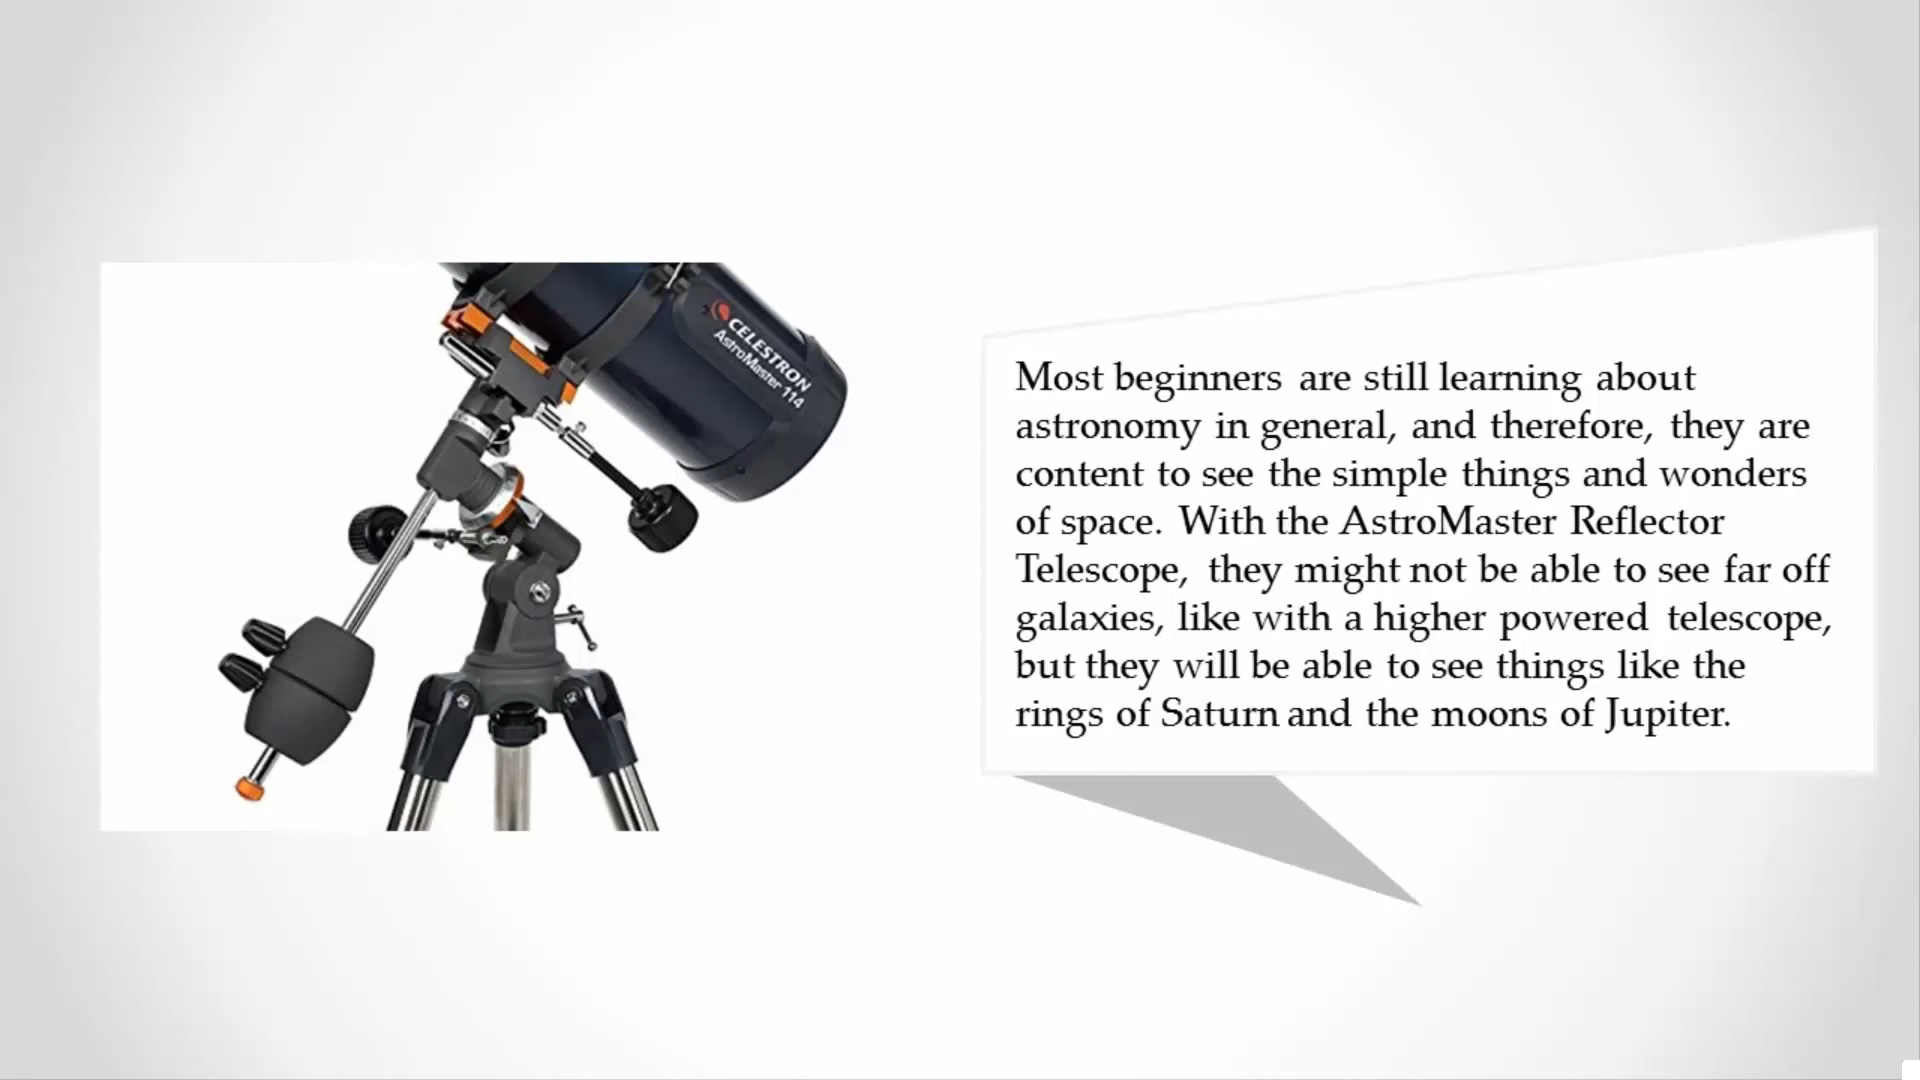 CELESTRON
AstroMaster 114
Most beginners are still learning about
astronomy in general, and therefore, they are
content to see the simple things and wonders
of space. With the AstroMaster Reflector
Telescope, they might not be able to see far off
galaxies, like with a higher powered telescope,
but they will be able to see things like the
rings of Saturn and the moons of Jupiter.